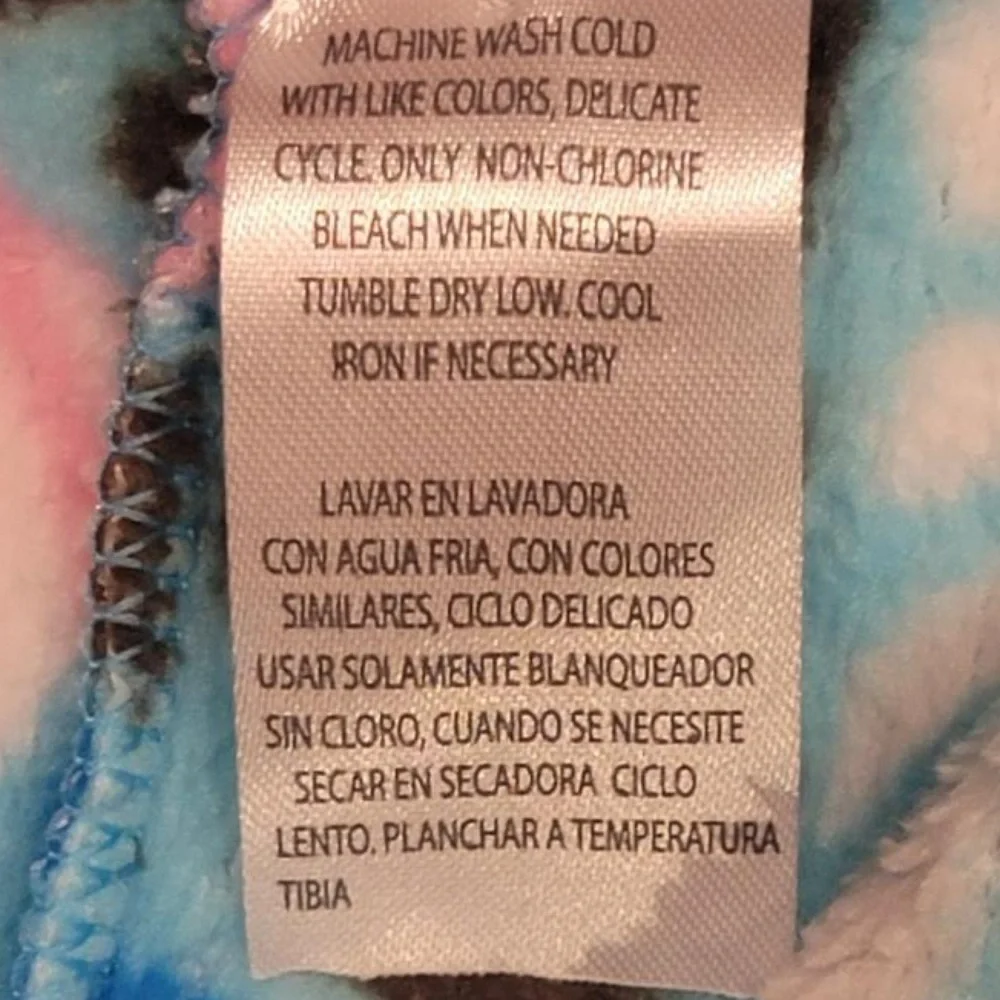 MACHINE WASH COLD
WITH LIKE COLORS, DELICATE
CYCLE. ONLY NON-CHLORINE
BLEACH WHEN NEEDED
TUMBLE DRY LOW. COOL
IRON IF NECESSARY
LAVAR EN LAVADORA
CON AGUA FRIA, CON COLORES
SIMILARES, CICLO DELICADO
USAR SOLAMENTE BLANQUEADOR
SIN CLORO, CUANDO SE NECESITE
SECAR EN SECADORA CICLO
LENTO. PLANCHAR A TEMPERATURA
TIBIA